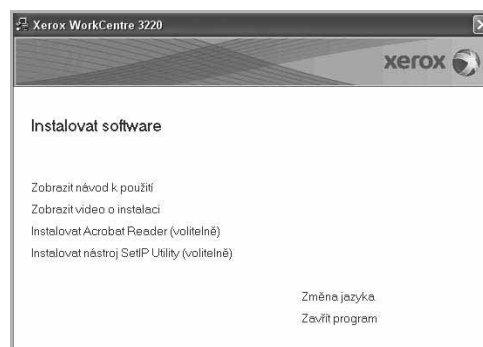 Xerox WorkCentre 3220
xerox
Instalovat software
Zobrazit návod k použití
Zobrazit video o instalaci
Instalovat Acrobat Reader (volitelně)
Instalovat nástroj SetIP Utility (volitelně)
Změna jazyka
Zavřít program